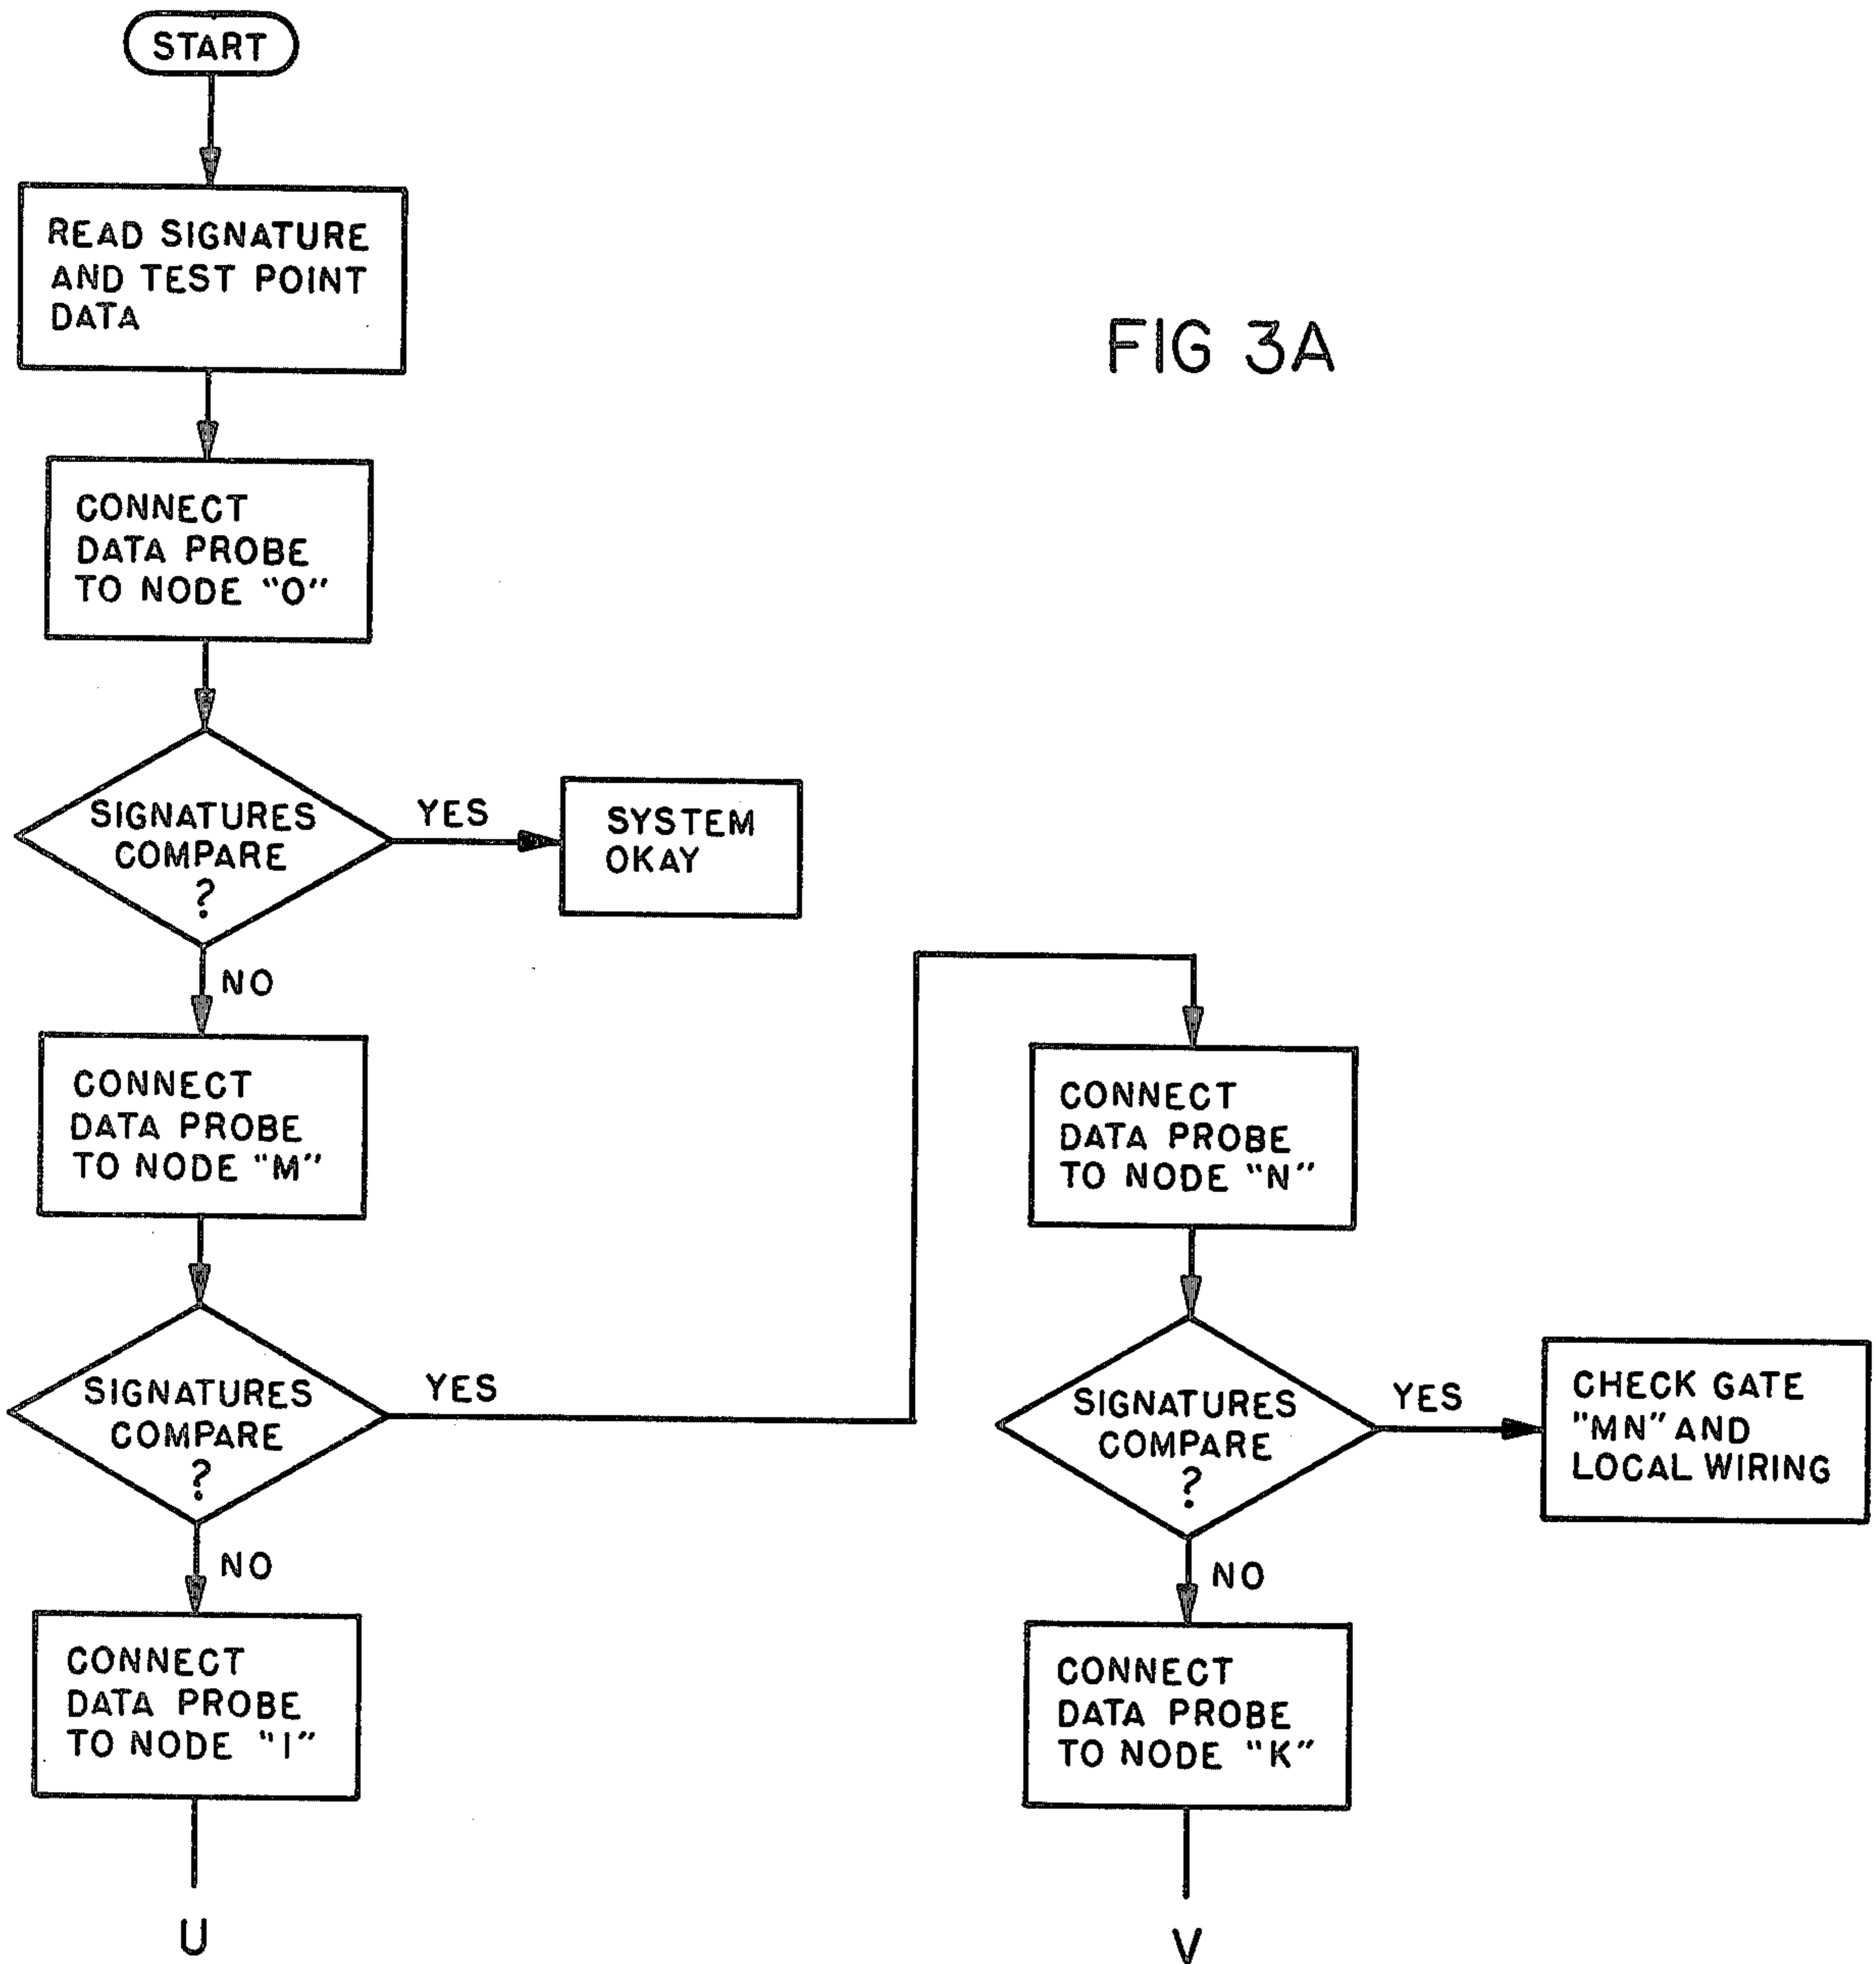 START
READ SIGNATURE
AND TEST POINT
DATA
FIG 3A
CONNECT
DATA PROBE
TO NODE "O"
SIGNATURES
COMPARE
?
YES
SYSTEM
OKAY
NO
CONNECT
DATA PROBE
TO NODE "M"
SIGNATURES
COMPARE
?
YES
NO
CONNECT
DATA PROBE
TO NODE "I"
U
CONNECT
DATA PROBE
TO NODE "N"
SIGNATURES
COMPARE
?
YES
CHECK GATE
"MN" AND
LOCAL WIRING
NO
CONNECT
DATA PROBE
TO NODE "K"
V